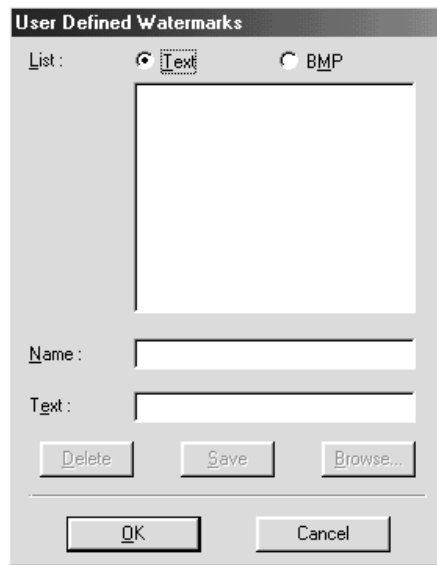 User Defined Watermarks
List : Text BMP
Name :
Text :
Delete Save Browse...
OK Cancel